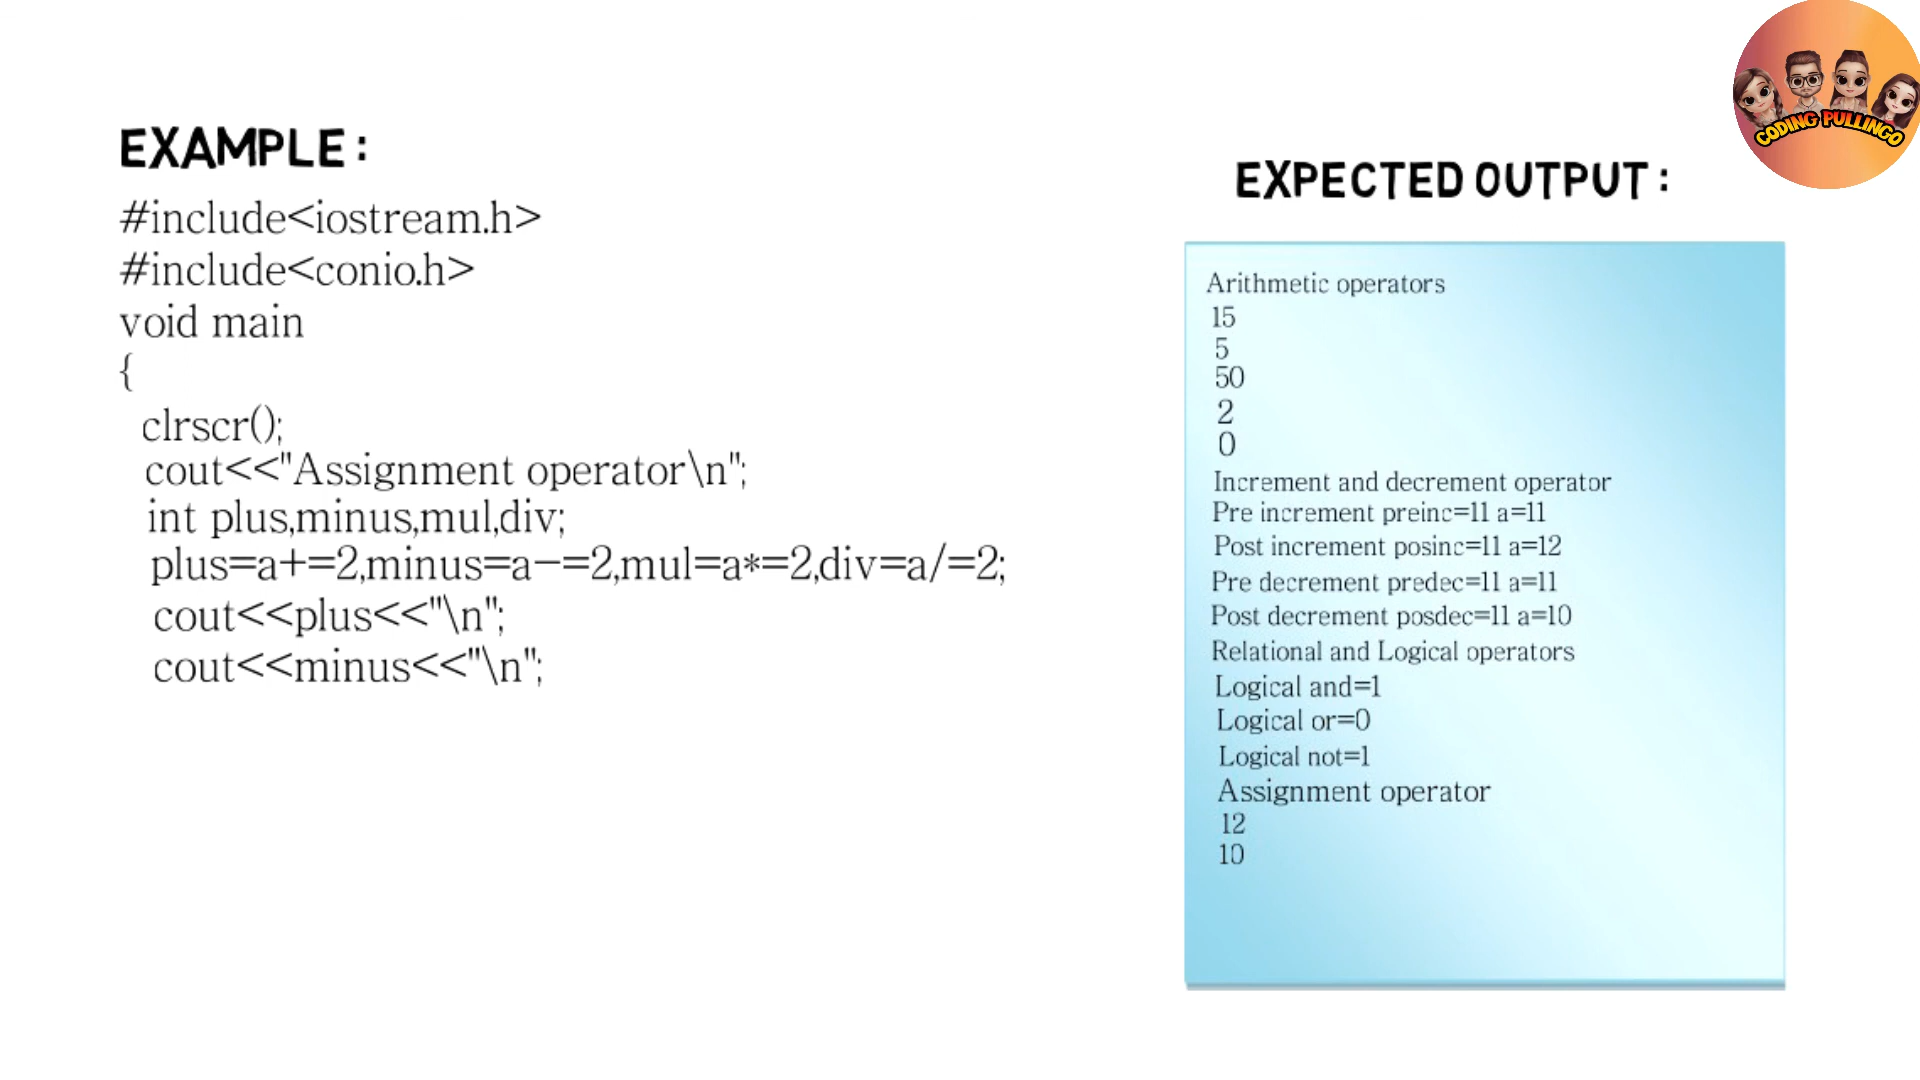 EXAMPLE :
#include<iostream.h>
#include<conio.h>
void main
{
clrscr();
cout<<"Assignment operator\n";
int plus,minus,mul,div;
plus=a+=2,minus=a-=2,mul=a*=2,div=a/=2;
cout<<plus<<"\n";
cout<<minus<<"\n";
CODING PULLINGO
EXPECTED OUTPUT :
Arithmetic operators
15
5
50
2
0
Increment and decrement operator
Pre increment preinc=11 a=11
Post increment posinc=11 a=12
Pre decrement predec=11 a=11
Post decrement posdec=11 a=10
Relational and Logical operators
Logical and=1
Logical or=0
Logical not=1
Assignment operator
12
10